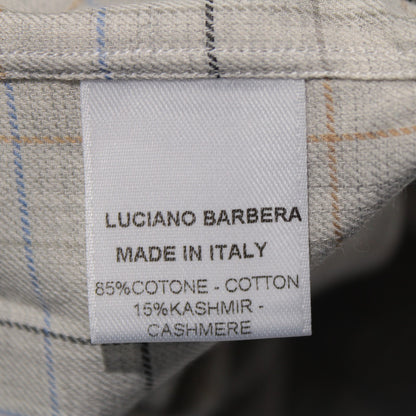 LUCIANO BARBERA
MADE IN ITALY
85%COTONE - COTTON
15%KASHMIR -
CASHMERE